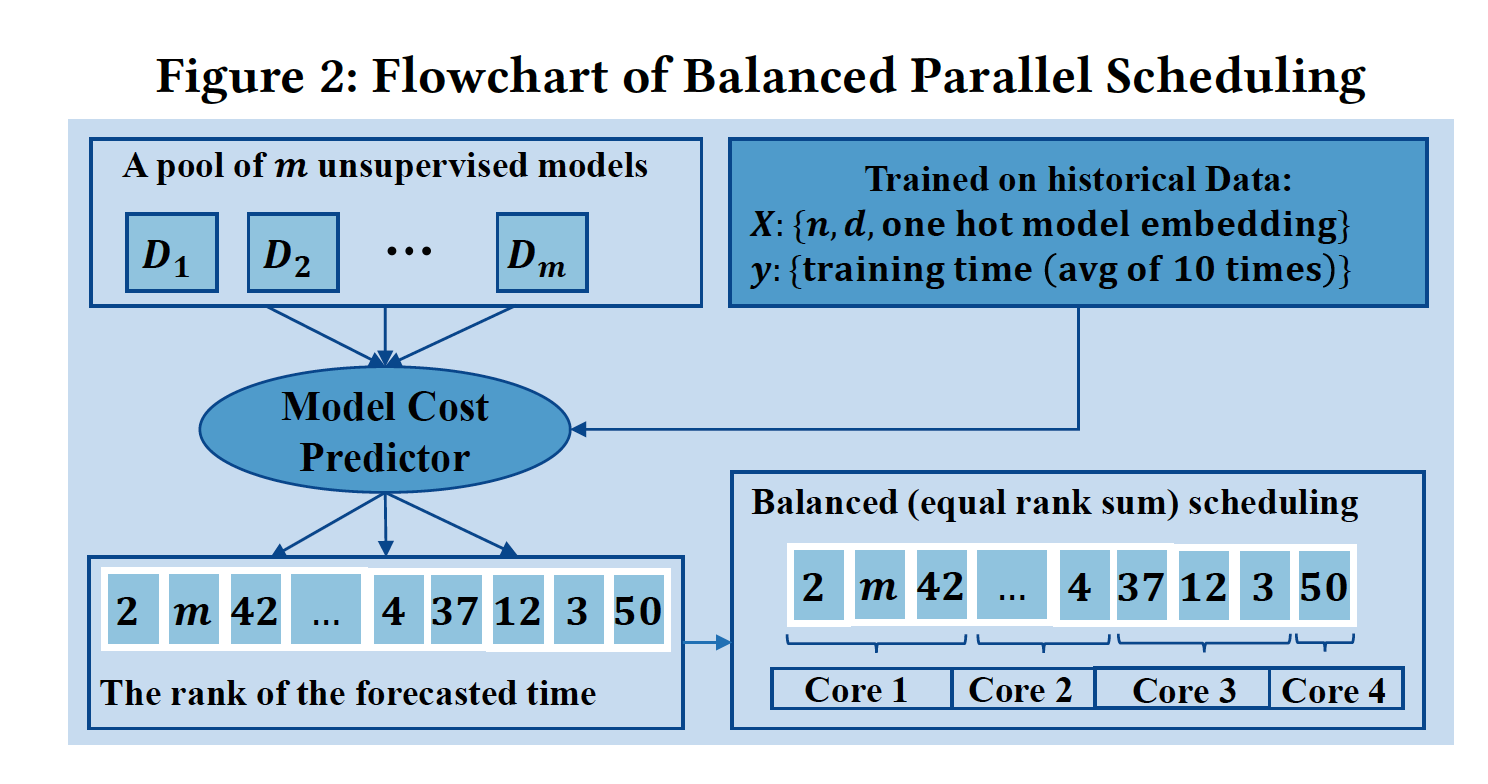 Figure 2: Flowchart of Balanced Parallel Scheduling
A pool of m unsupervised models
D₁ D₂ ··· Dₘ
Trained on historical Data:
X: {n, d, one hot model embedding}
y: {training time (avg of 10 times)}
Model Cost
Predictor
2 m 42 ... 4 37 12 3 50
The rank of the forecasted time
Balanced (equal rank sum) scheduling
2 m 42 ... 4 37 12 3 50
Core 1 Core 2 Core 3 Core 4